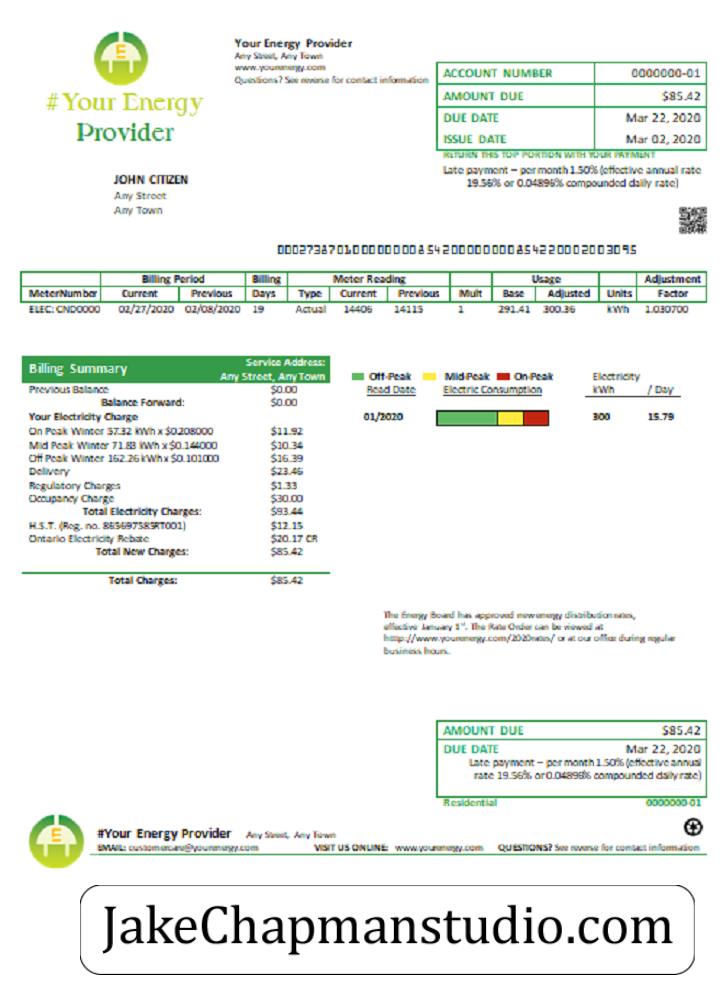 Your Energy Provider
Any Street, Any Town
www.yourenergy.com
Questions? See reverse for contact information
E
#Your Energy
Provider
ACCOUNT NUMBER 0000000-01
AMOUNT DUE $85.42
DUE DATE Mar 22, 2020
ISSUE DATE Mar 02, 2020
RETURN THIS TOP PORTION WITH YOUR PAYMENT
Late payment – per month 1.50% (effective annual rate
19.56% or 0.04896% compounded daily rate)
JOHN CITIZEN
Any Street
Any Town
Billing Period Billing Meter Reading Usage Adjustment
MeterNumber Current Previous Days Type Current Previous Mult Base Adjusted Units Factor
ELEC: CND0000 02/27/2020 02/08/2020 19 Actual 14406 14115 1 291.41 300.36 kWh 1.030700
Billing Summary Service Address:
Any Street, Any Town
Previous Balance $0.00
Balance Forward: $0.00
Your Electricity Charge
On Peak Winter 57.32 kWh x $0.208000 $11.92
Mid Peak Winter 71.83 kWh x $0.144000 $10.34
Off Peak Winter 162.26 kWh x $0.101000 $16.39
Delivery $23.46
Regulatory Charges $1.33
Occupancy Charge $30.00
Total Electricity Charges: $93.44
H.S.T. (Reg. no. 865697585RT001) $12.15
Ontario Electricity Rebate $20.17 CR
Total New Charges: $85.42
Total Charges: $85.42
Off-Peak Mid-Peak On-Peak Electricity
Read Date Electric Consumption kWh / Day
01/2020 300 15.79
The Energy Board has approved new energy distribution rates,
effective January 1st. The Rate Order can be viewed at
http://www.yourenergy.com/2020rates/ or at our office during regular
business hours.
AMOUNT DUE $85.42
DUE DATE Mar 22, 2020
Late payment – per month 1.50% (effective annual
rate 19.56% or 0.04896% compounded daily rate)
Residential 0000000-01
E
#Your Energy Provider Any Street, Any Town
EMAIL: customercare@yourenergy.com VISIT US ONLINE: www.yourenergy.com QUESTIONS? See reverse for contact information
JakeChapmanstudio.com